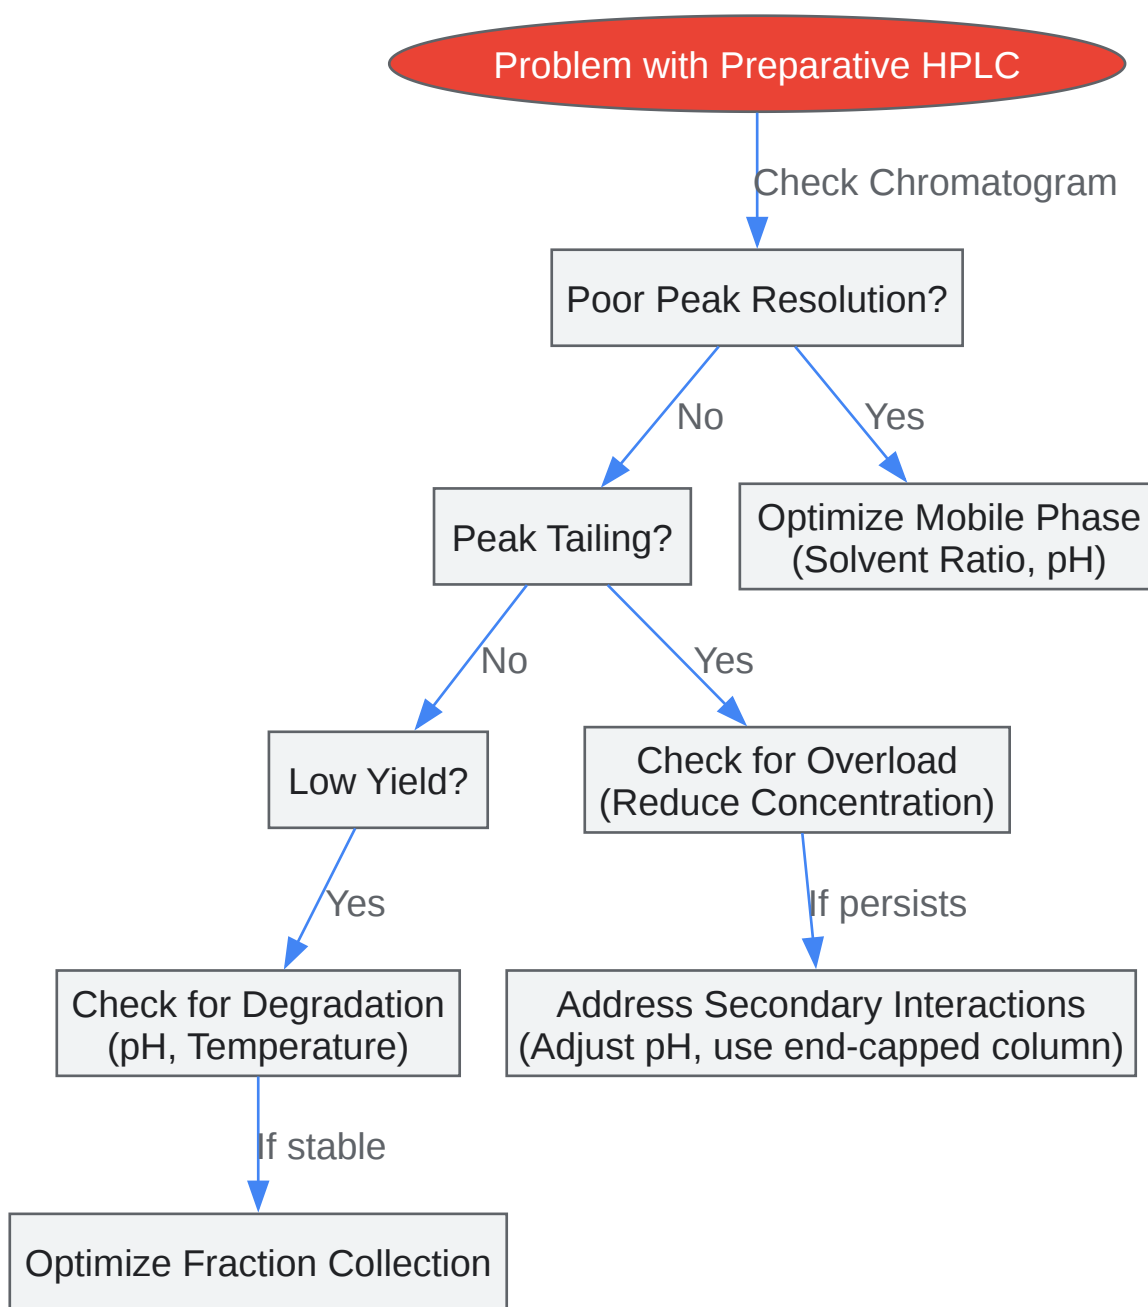 Problem with Preparative HPLC
Check Chromatogram
Poor Peak Resolution?
No
Yes
Peak Tailing?
Optimize Mobile Phase
(Solvent Ratio, pH)
No
Yes
Low Yield?
Check for Overload
(Reduce Concentration)
Yes
If persists
Check for Degradation
(pH, Temperature)
Address Secondary Interactions
(Adjust pH, use end-capped column)
If stable
Optimize Fraction Collection